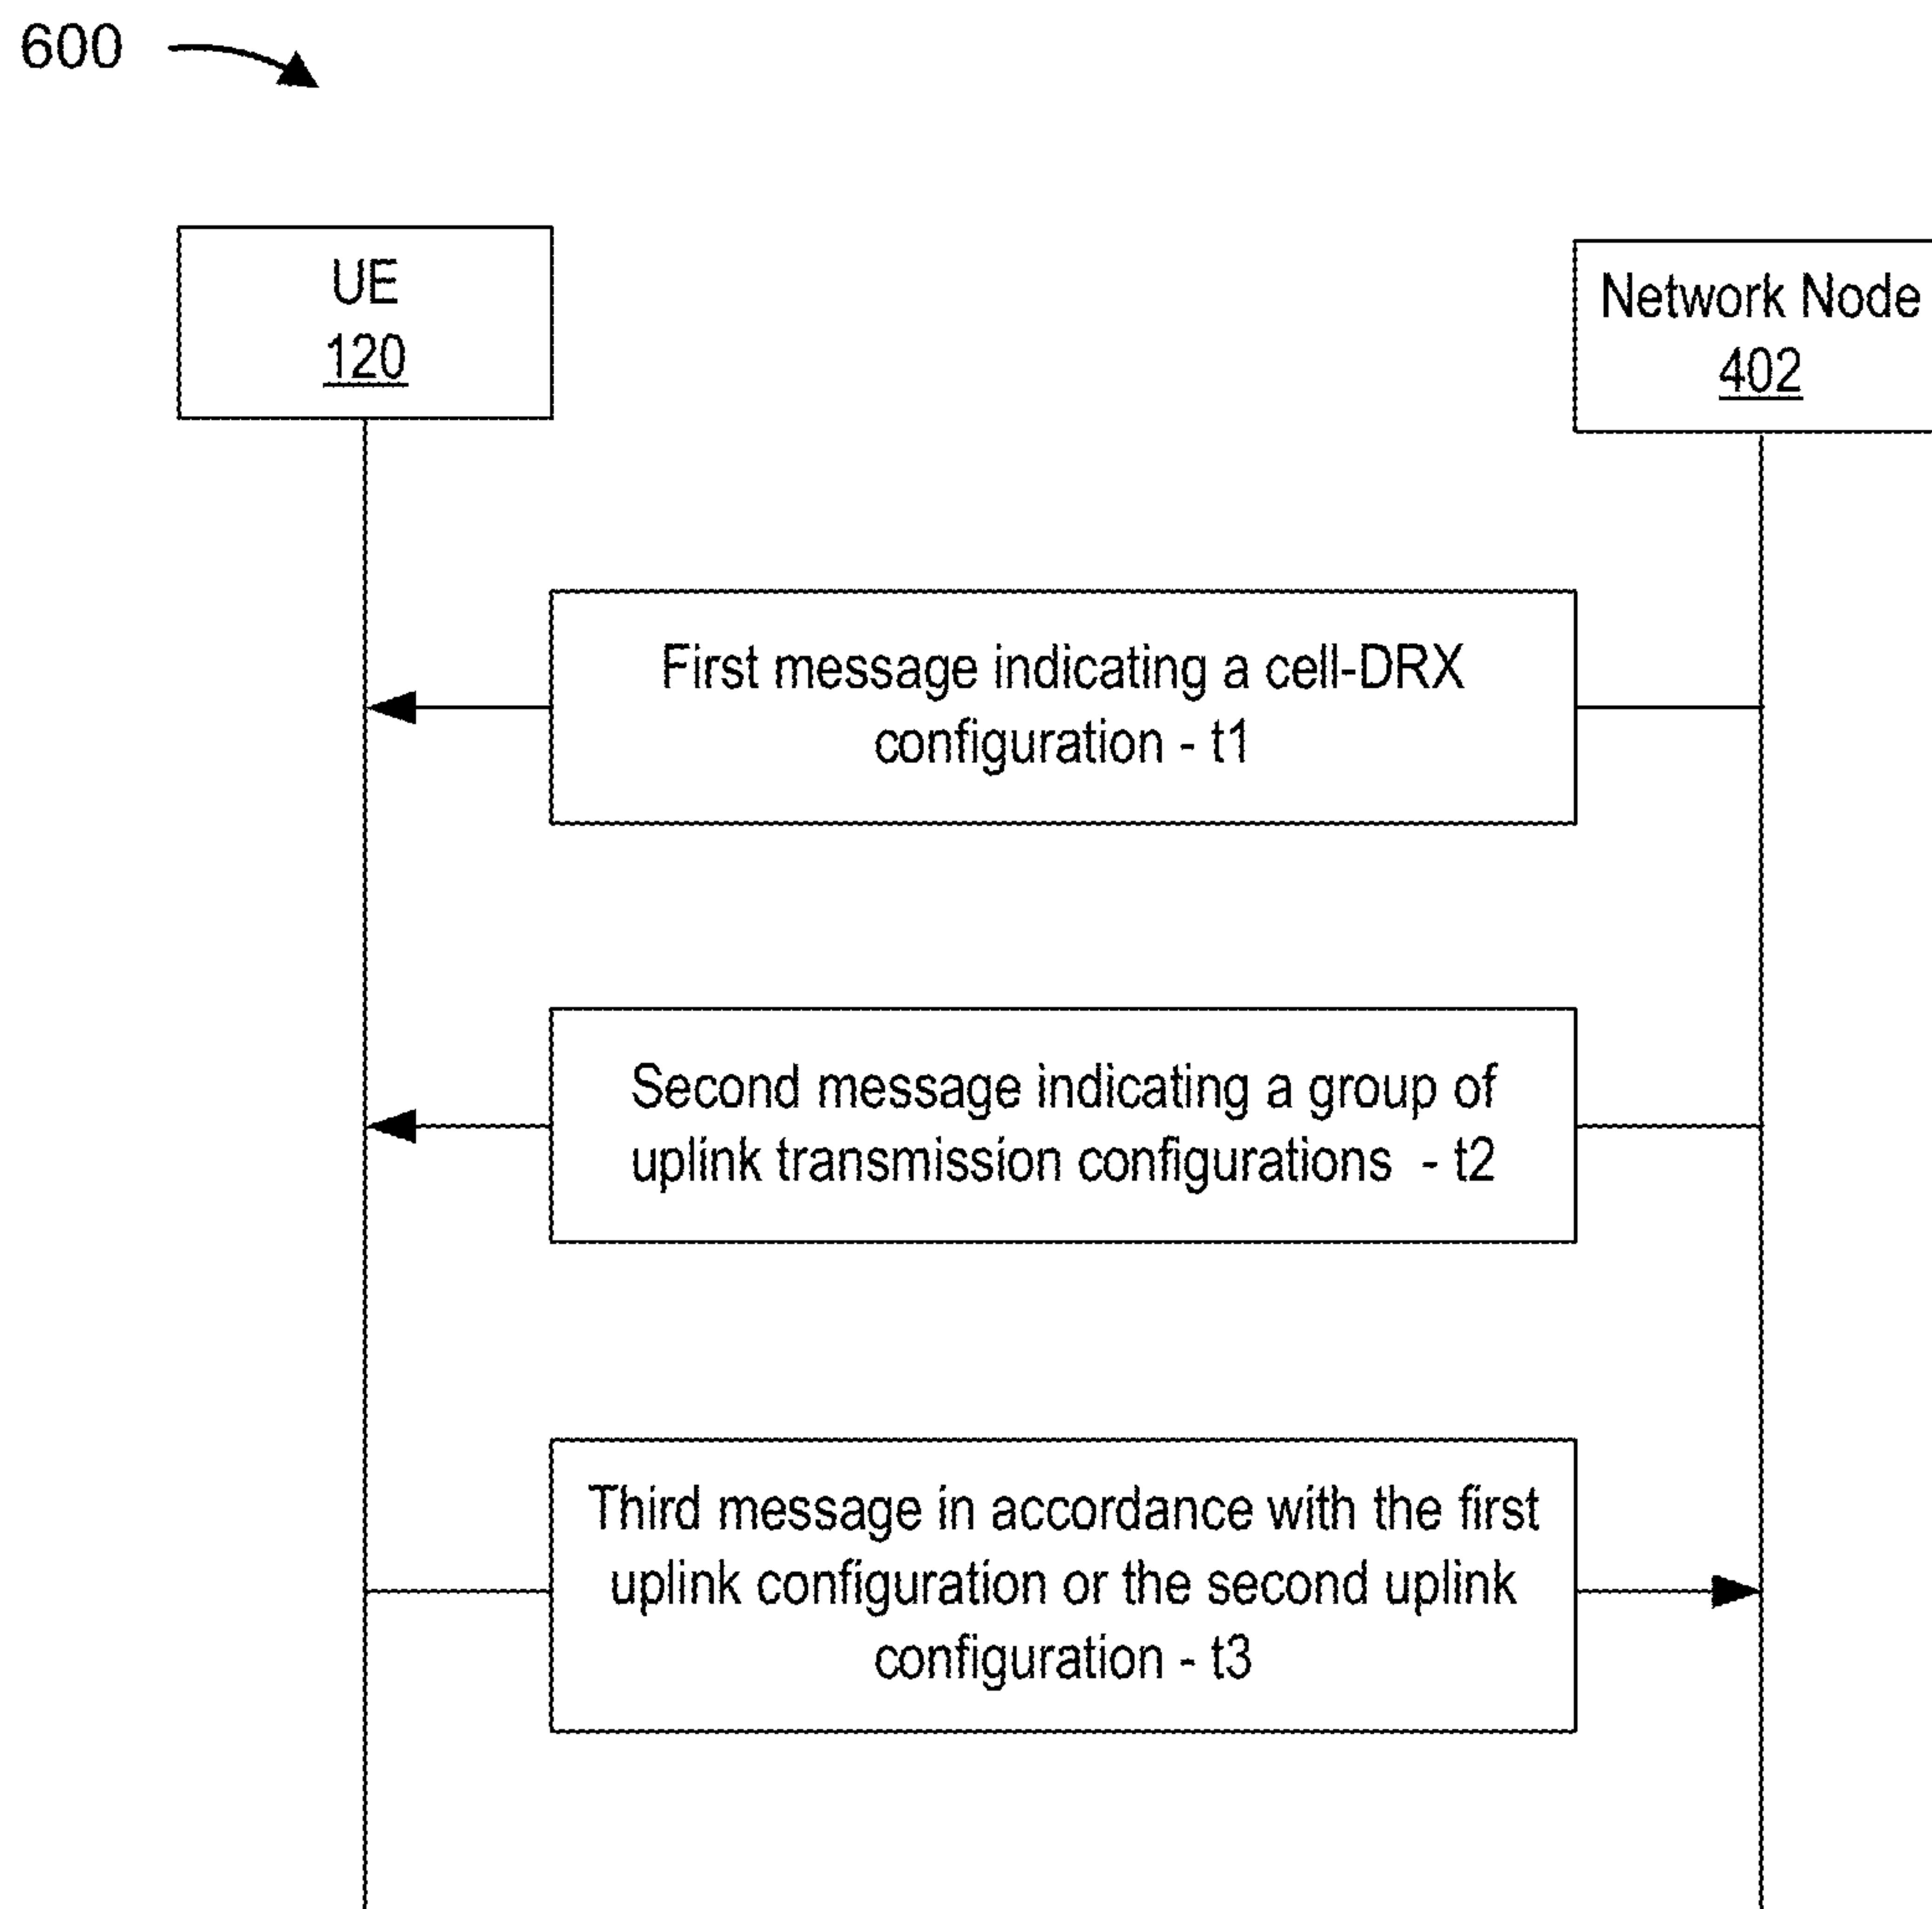 600
UE
120
Network Node
402
First message indicating a cell-DRX
configuration - t1
Second message indicating a group of
uplink transmission configurations - t2
Third message in accordance with the first
uplink configuration or the second uplink
configuration - t3